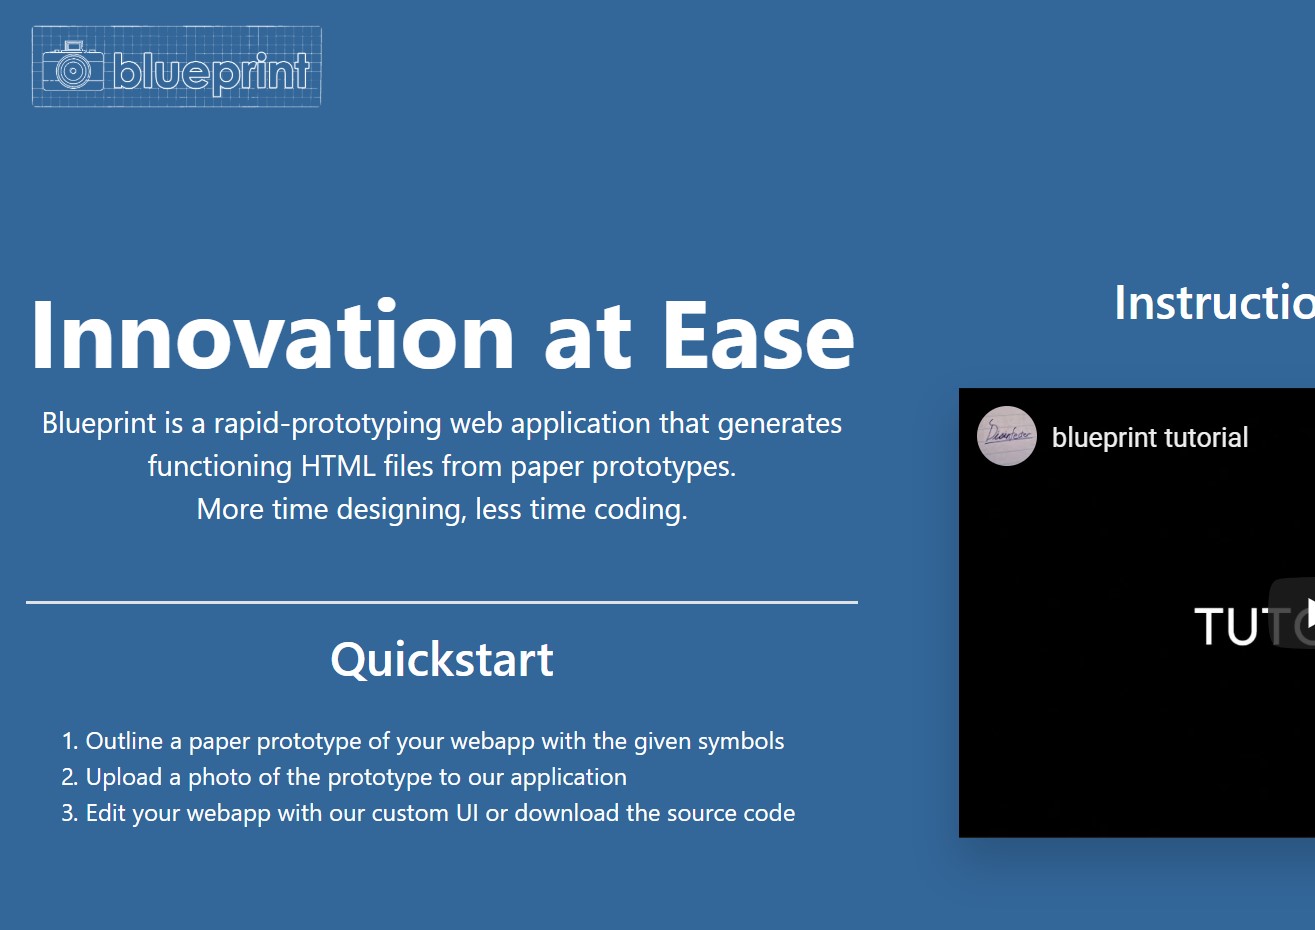 blueprint
Innovation at Ease
Blueprint is a rapid-prototyping web application that generates
functioning HTML files from paper prototypes.
More time designing, less time coding.
Quickstart
1. Outline a paper prototype of your webapp with the given symbols
2. Upload a photo of the prototype to our application
3. Edit your webapp with our custom UI or download the source code
Instructio
blueprint tutorial
TUTO